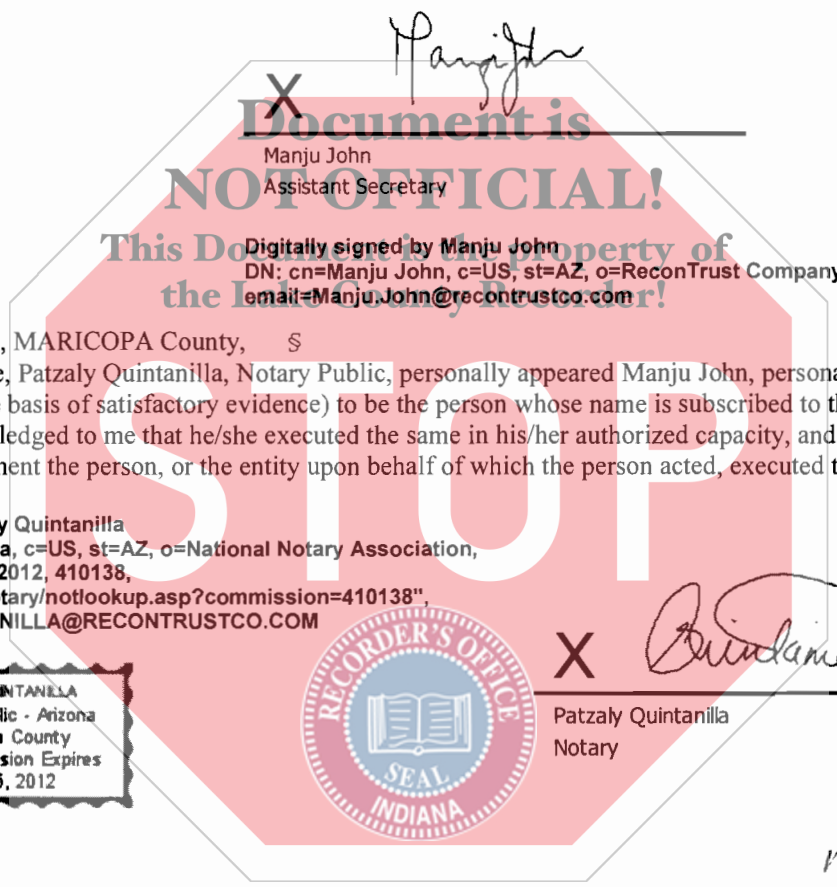 Manju John
X
Document is
Manju John
NOT OFFICIAL!
Assistant Secretary
This Document is the property of
Digitally signed by Manju John
DN: cn=Manju John, c=US, st=AZ, o=ReconTrust Company
the Lake County Recorder!
email=Manju.John@recontrustco.com
, MARICOPA County, §
e, Patzaly Quintanilla, Notary Public, personally appeared Manju John, persona
e basis of satisfactory evidence) to be the person whose name is subscribed to th
ledged to me that he/she executed the same in his/her authorized capacity, and
nent the person, or the entity upon behalf of which the person acted, executed t
STOP
y Quintanilla
a, c=US, st=AZ, o=National Notary Association,
2012, 410138,
tary/notlookup.asp?commission=410138",
NILLA@RECONTRUSTCO.COM
RECORDER'S OFFICE
SEAL
INDIANA
X
Patzaly Quintanilla
Notary
NTANILLA
lic - Arizona
County
sion Expires
, 2012